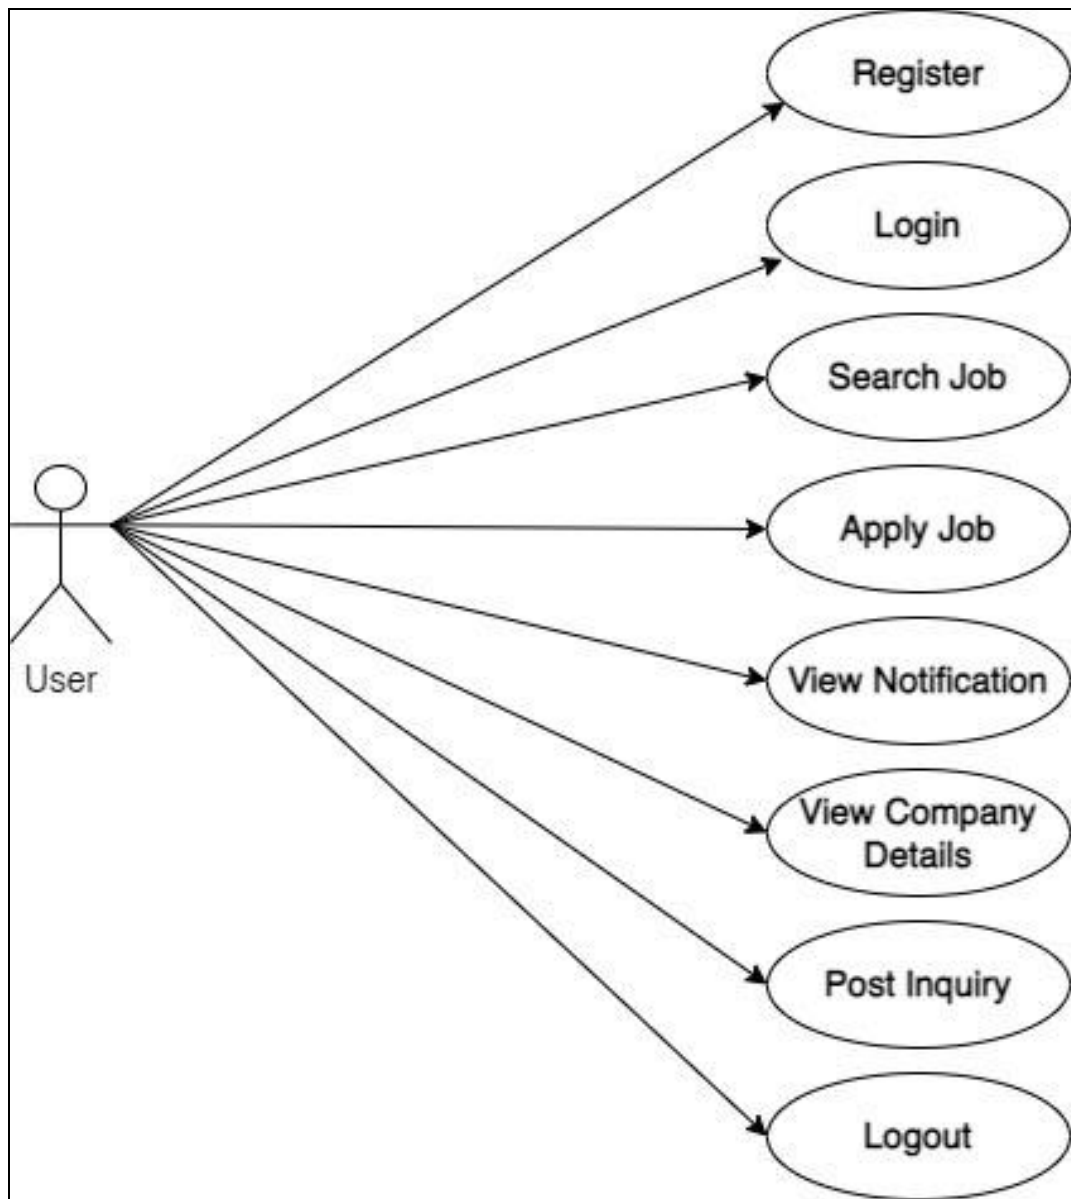 Register
Login
Search Job
Apply Job
User
View Notification
View Company
Details
Post Inquiry
Logout